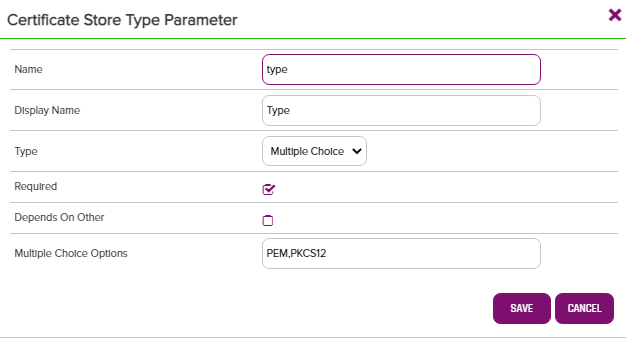 Certificate Store Type Parameter
Name type
Display Name Type
Type Multiple Choice
Required
Depends On Other
Multiple Choice Options PEM,PKCS12
SAVE CANCEL